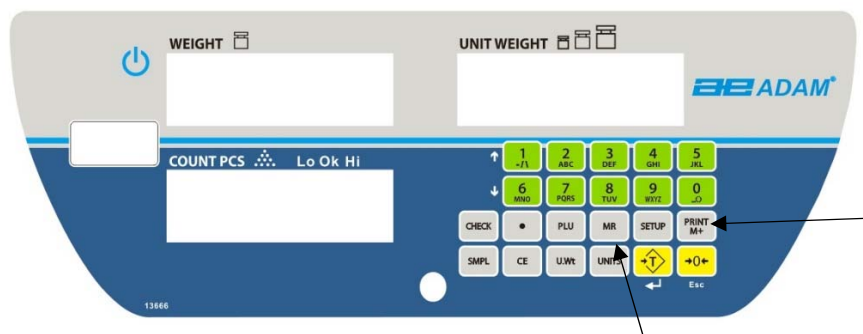 WEIGHT
UNIT WEIGHT
ae ADAM®
COUNT PCS Lo Ok Hi
1 2 3 4 5
./\ ABC DEF GHI JKL
6 7 8 9 0
MNO PQRS TUV WXYZ
CHECK • PLU MR SETUP PRINT M+
SMPL CE U.Wt UNITS T 0
Esc
13666